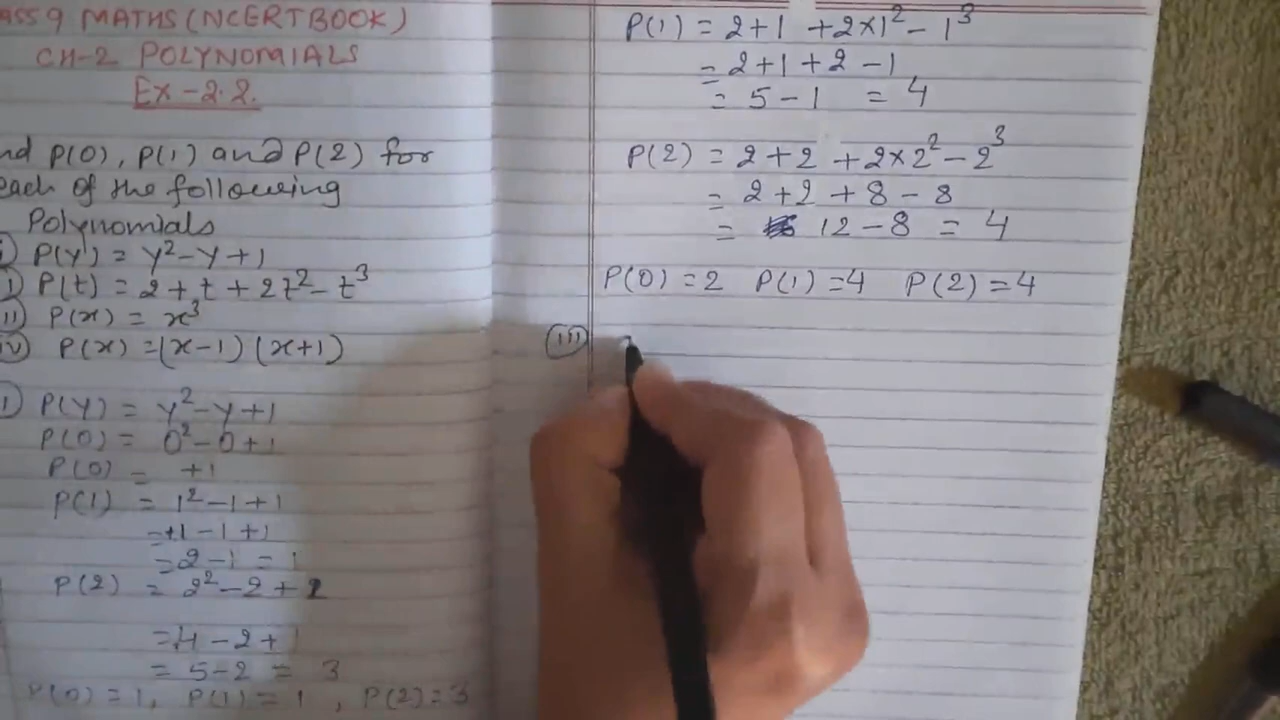 ASS 9 MATHS (NCERT BOOK)
CH-2 POLYNOMIALS
Ex-2.2.
nd P(0), P(1) and P(2) for
each of the following
Polynomials
i) P(Y) = Y²-Y+1
P(t) = 2+t+2t²-t³
P(x) = x³
iv) P(x) =(x-1) (x+1)
P(Y) = Y²-Y+1
P(0) = 0²-0+1
P(0) = +1
P(1) = 1²-1+1
=+1-1+1
=2-1 = 1
P(2) = 2²-2+1
=4-2+1
= 5-2 = 3
P(0)=1, P(1)=1, P(2)=3
P(1) = 2+1 +2×1²-1³
= 2+1+2-1
= 5-1 = 4
P(2) = 2+2 +2×2²-2³
= 2+2+8-8
= 12-8 = 4
P(0)=2 P(1)=4 P(2)=4
(iii)